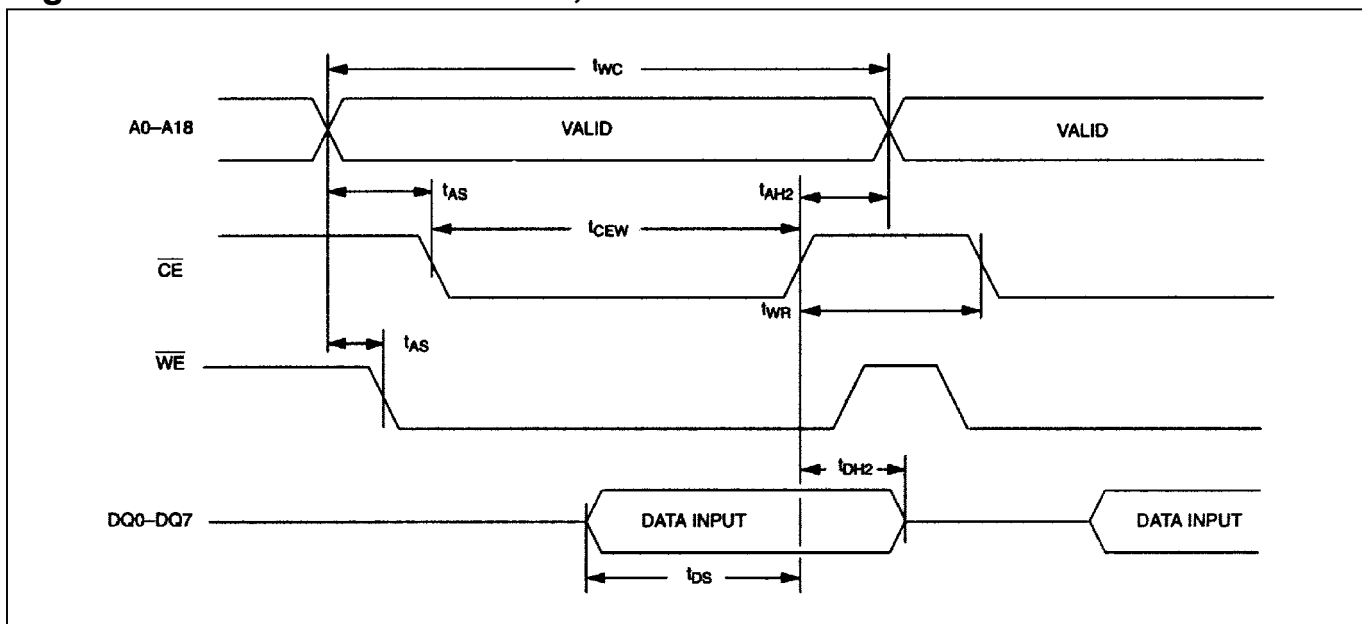 tWC
A0–A18
VALID
VALID
tAS
tAH2
tCEW
CE
tWR
tAS
WE
tDH2
DQ0–DQ7
DATA INPUT
DATA INPUT
tDS